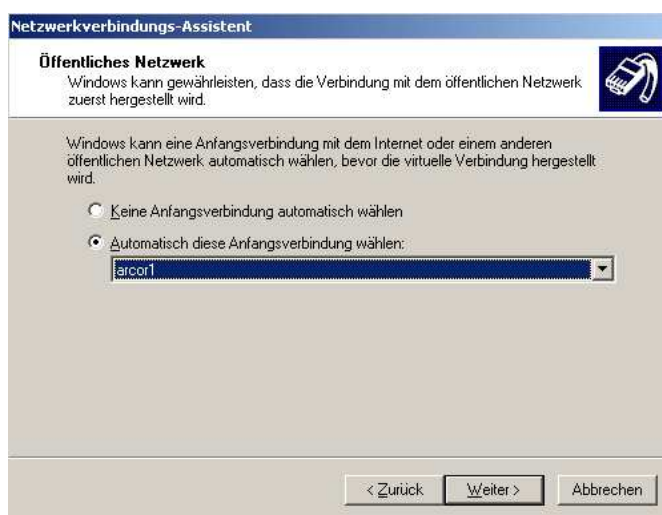 Netzwerkverbindungs-Assistent
Öffentliches Netzwerk
Windows kann gewährleisten, dass die Verbindung mit dem öffentlichen Netzwerk
zuerst hergestellt wird.
Windows kann eine Anfangsverbindung mit dem Internet oder einem anderen
öffentlichen Netzwerk automatisch wählen, bevor die virtuelle Verbindung hergestellt
wird.
Keine Anfangsverbindung automatisch wählen
Automatisch diese Anfangsverbindung wählen:
arcor1
< Zurück Weiter > Abbrechen